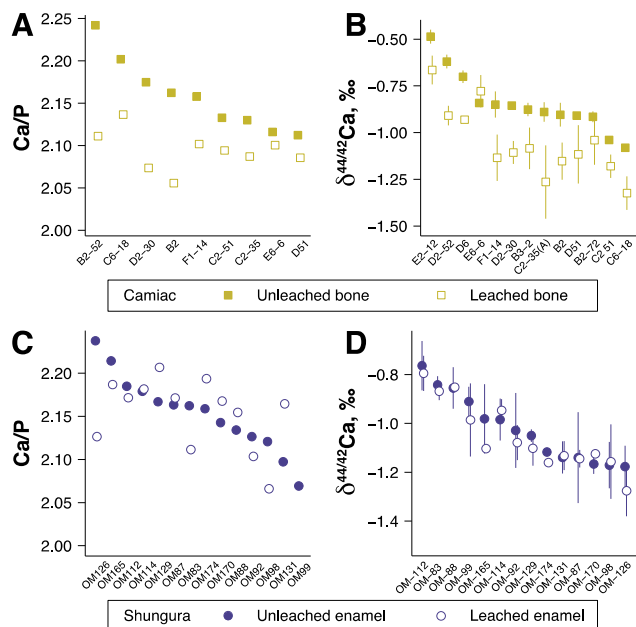 A
Ca/P
2.25
2.20
2.15
2.10
2.05
2.00
B2−52
C6−18
D2−30
B2
F1−14
C2−51
C2−35
E6−6
D51
B
δ44/42Ca, ‰
−0.50
−0.75
−1.00
−1.25
−1.50
E2−12
D2−52
D6
E6−6
F1−14
D2−30
B3−2
C2−35(A)
B2
D51
B2−72
C2 51
C6−18
Camiac Unleached bone Leached bone
C
Ca/P
2.20
2.15
2.10
2.05
2.00
OM126
OM165
OM112
OM114
OM129
OM87
OM83
OM174
OM170
OM88
OM92
OM98
OM131
OM99
D
δ44/42Ca, ‰
−0.8
−1.0
−1.2
−1.4
OM−112
OM−83
OM−88
OM−99
OM−165
OM−114
OM−92
OM−129
OM−174
OM−131
OM−87
OM−170
OM−98
OM−126
Shungura Unleached enamel Leached enamel